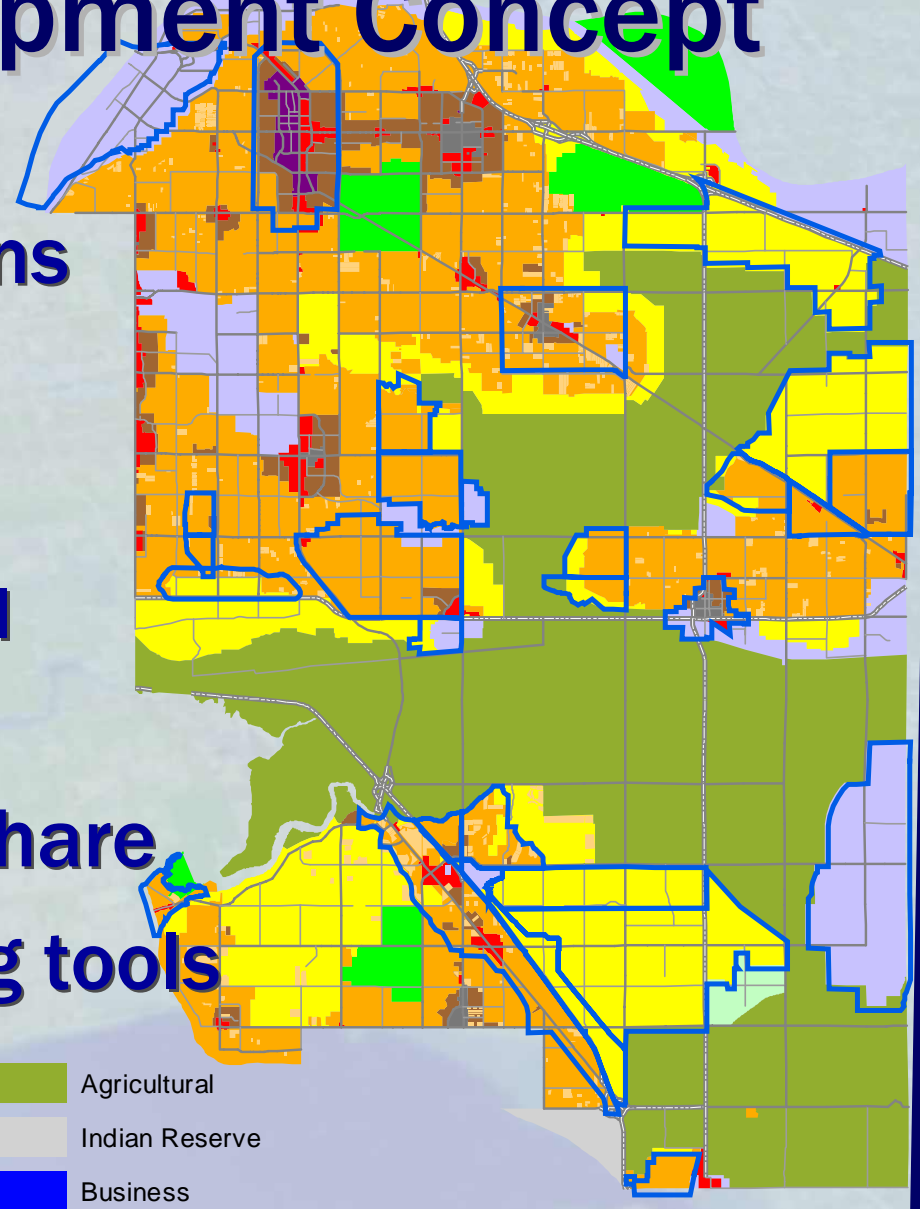 pment Concept
ns
d
hare
g tools
Agricultural
Indian Reserve
Business